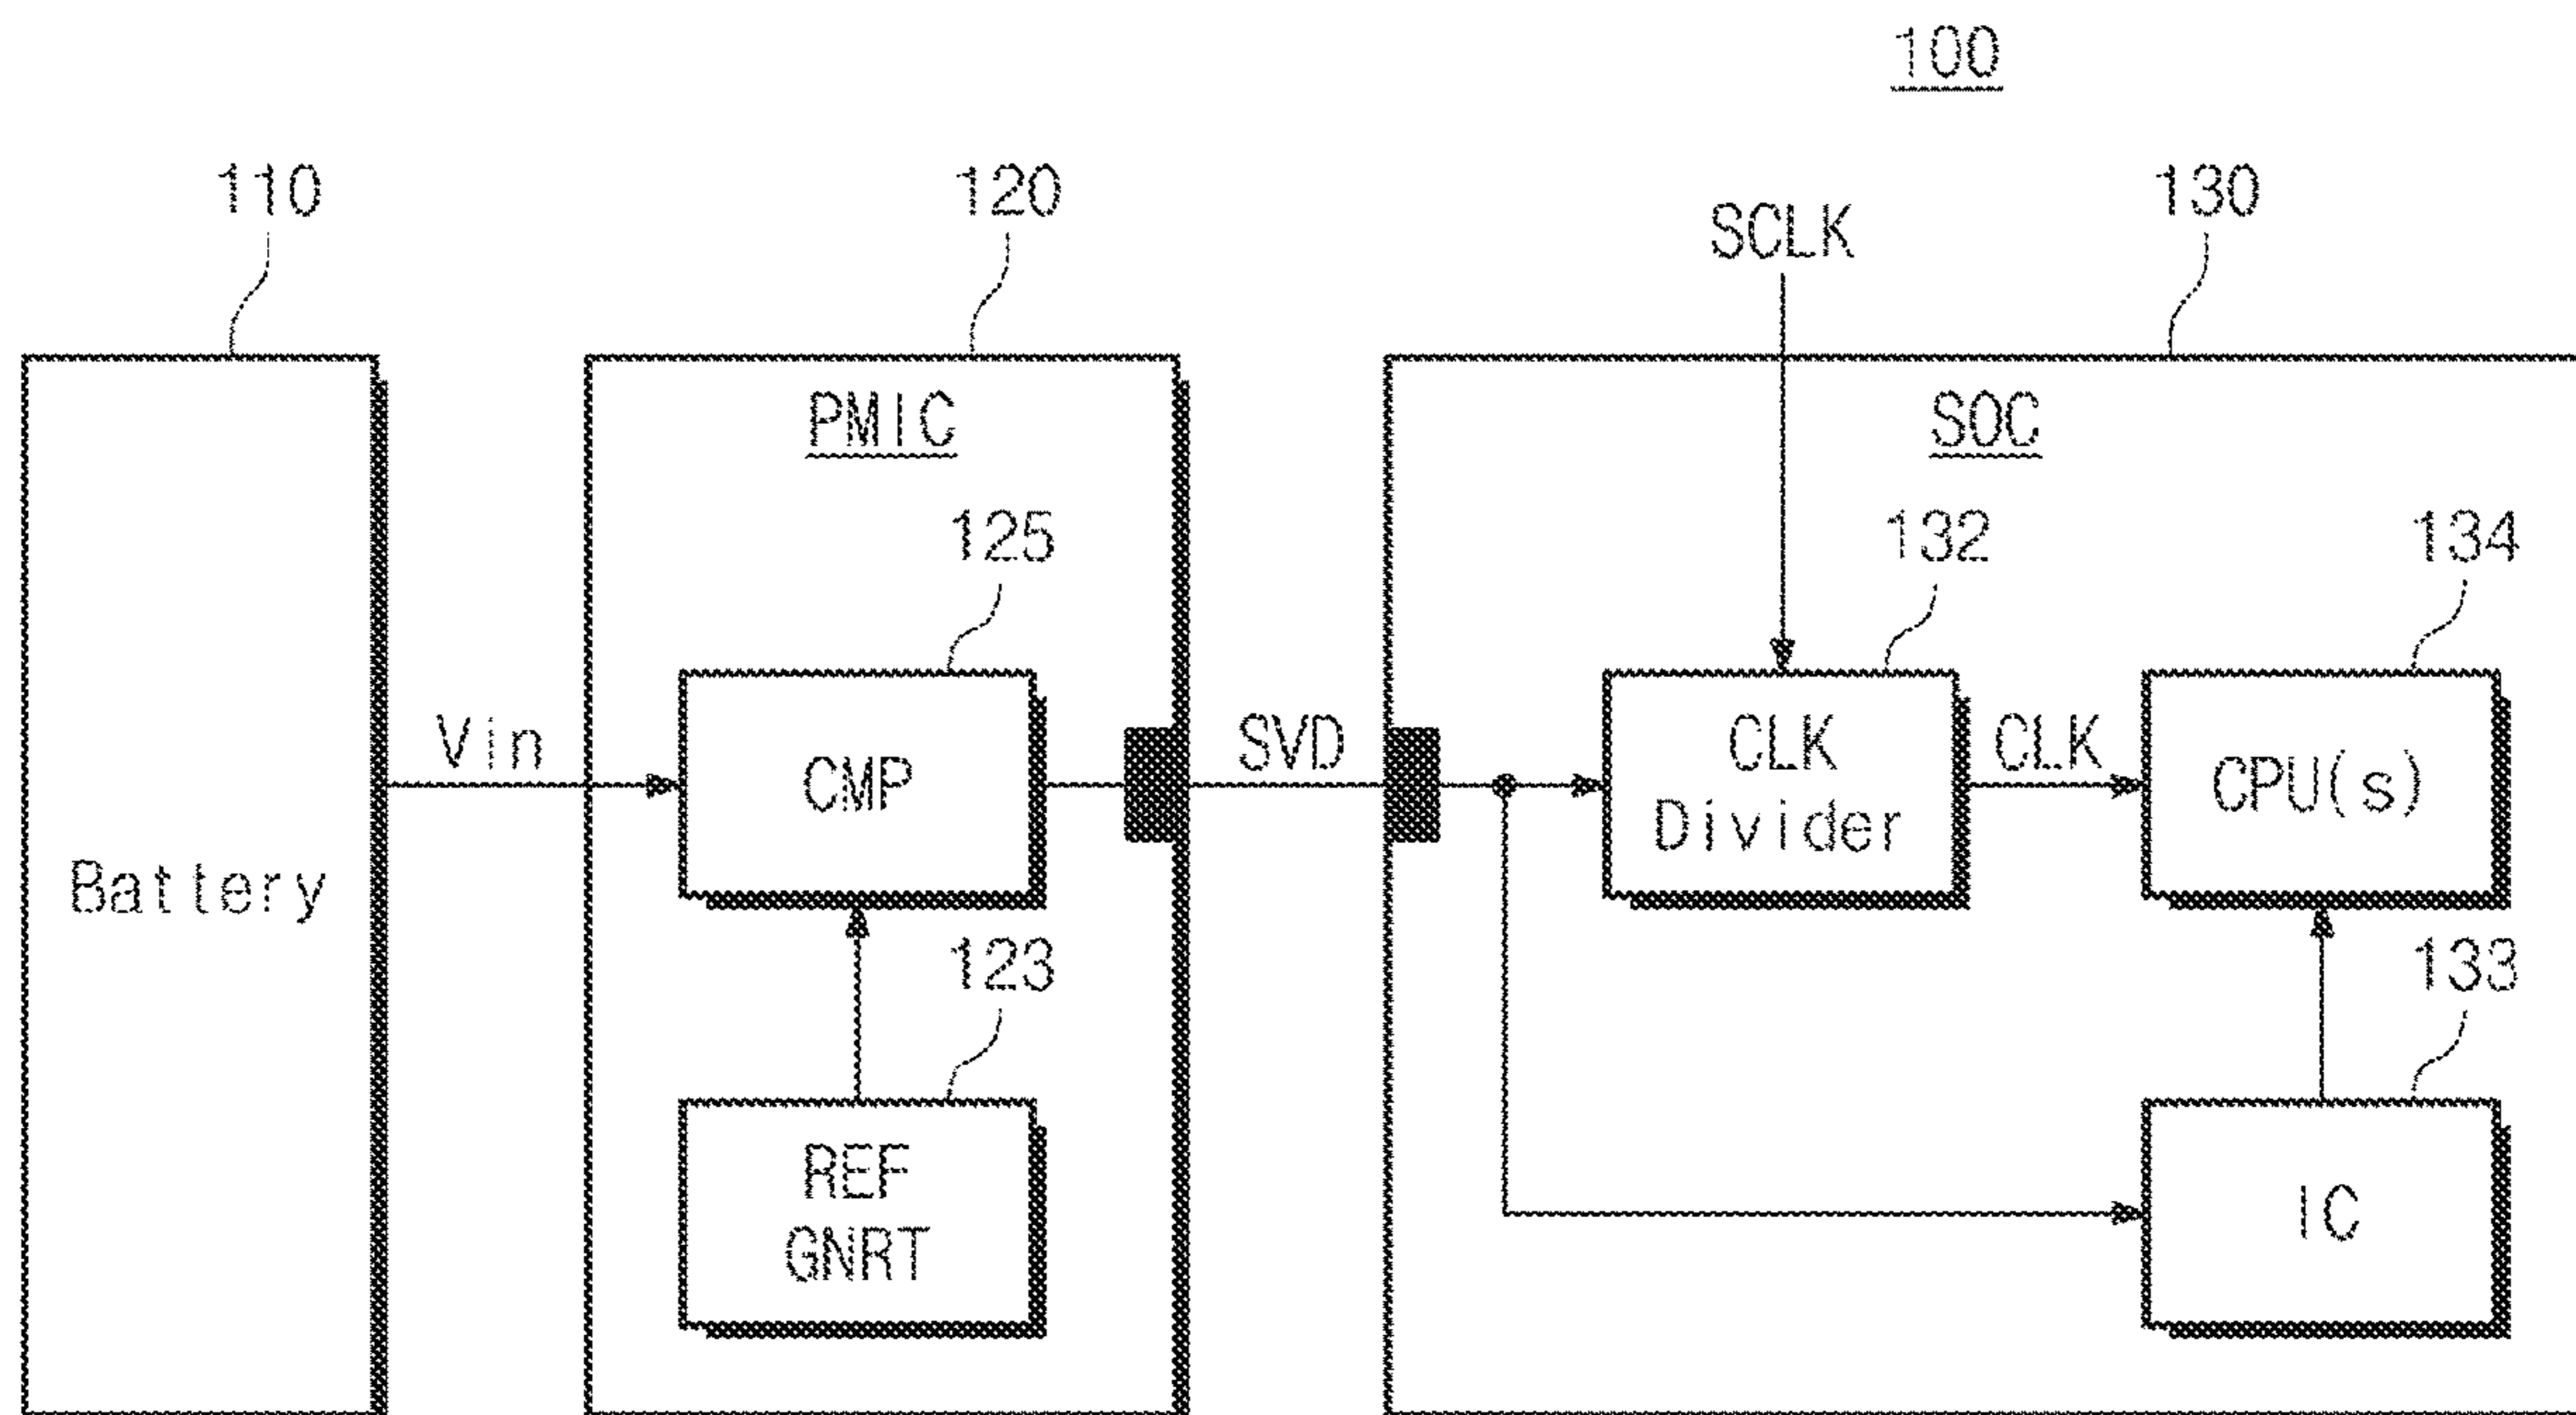 100
110
120
130
SCLK
PMIC
SOC
125
132
134
Vin
CMP
SVD
CLK
Divider
CLK
CPU(s)
Battery
123
133
REF
GNRT
IC